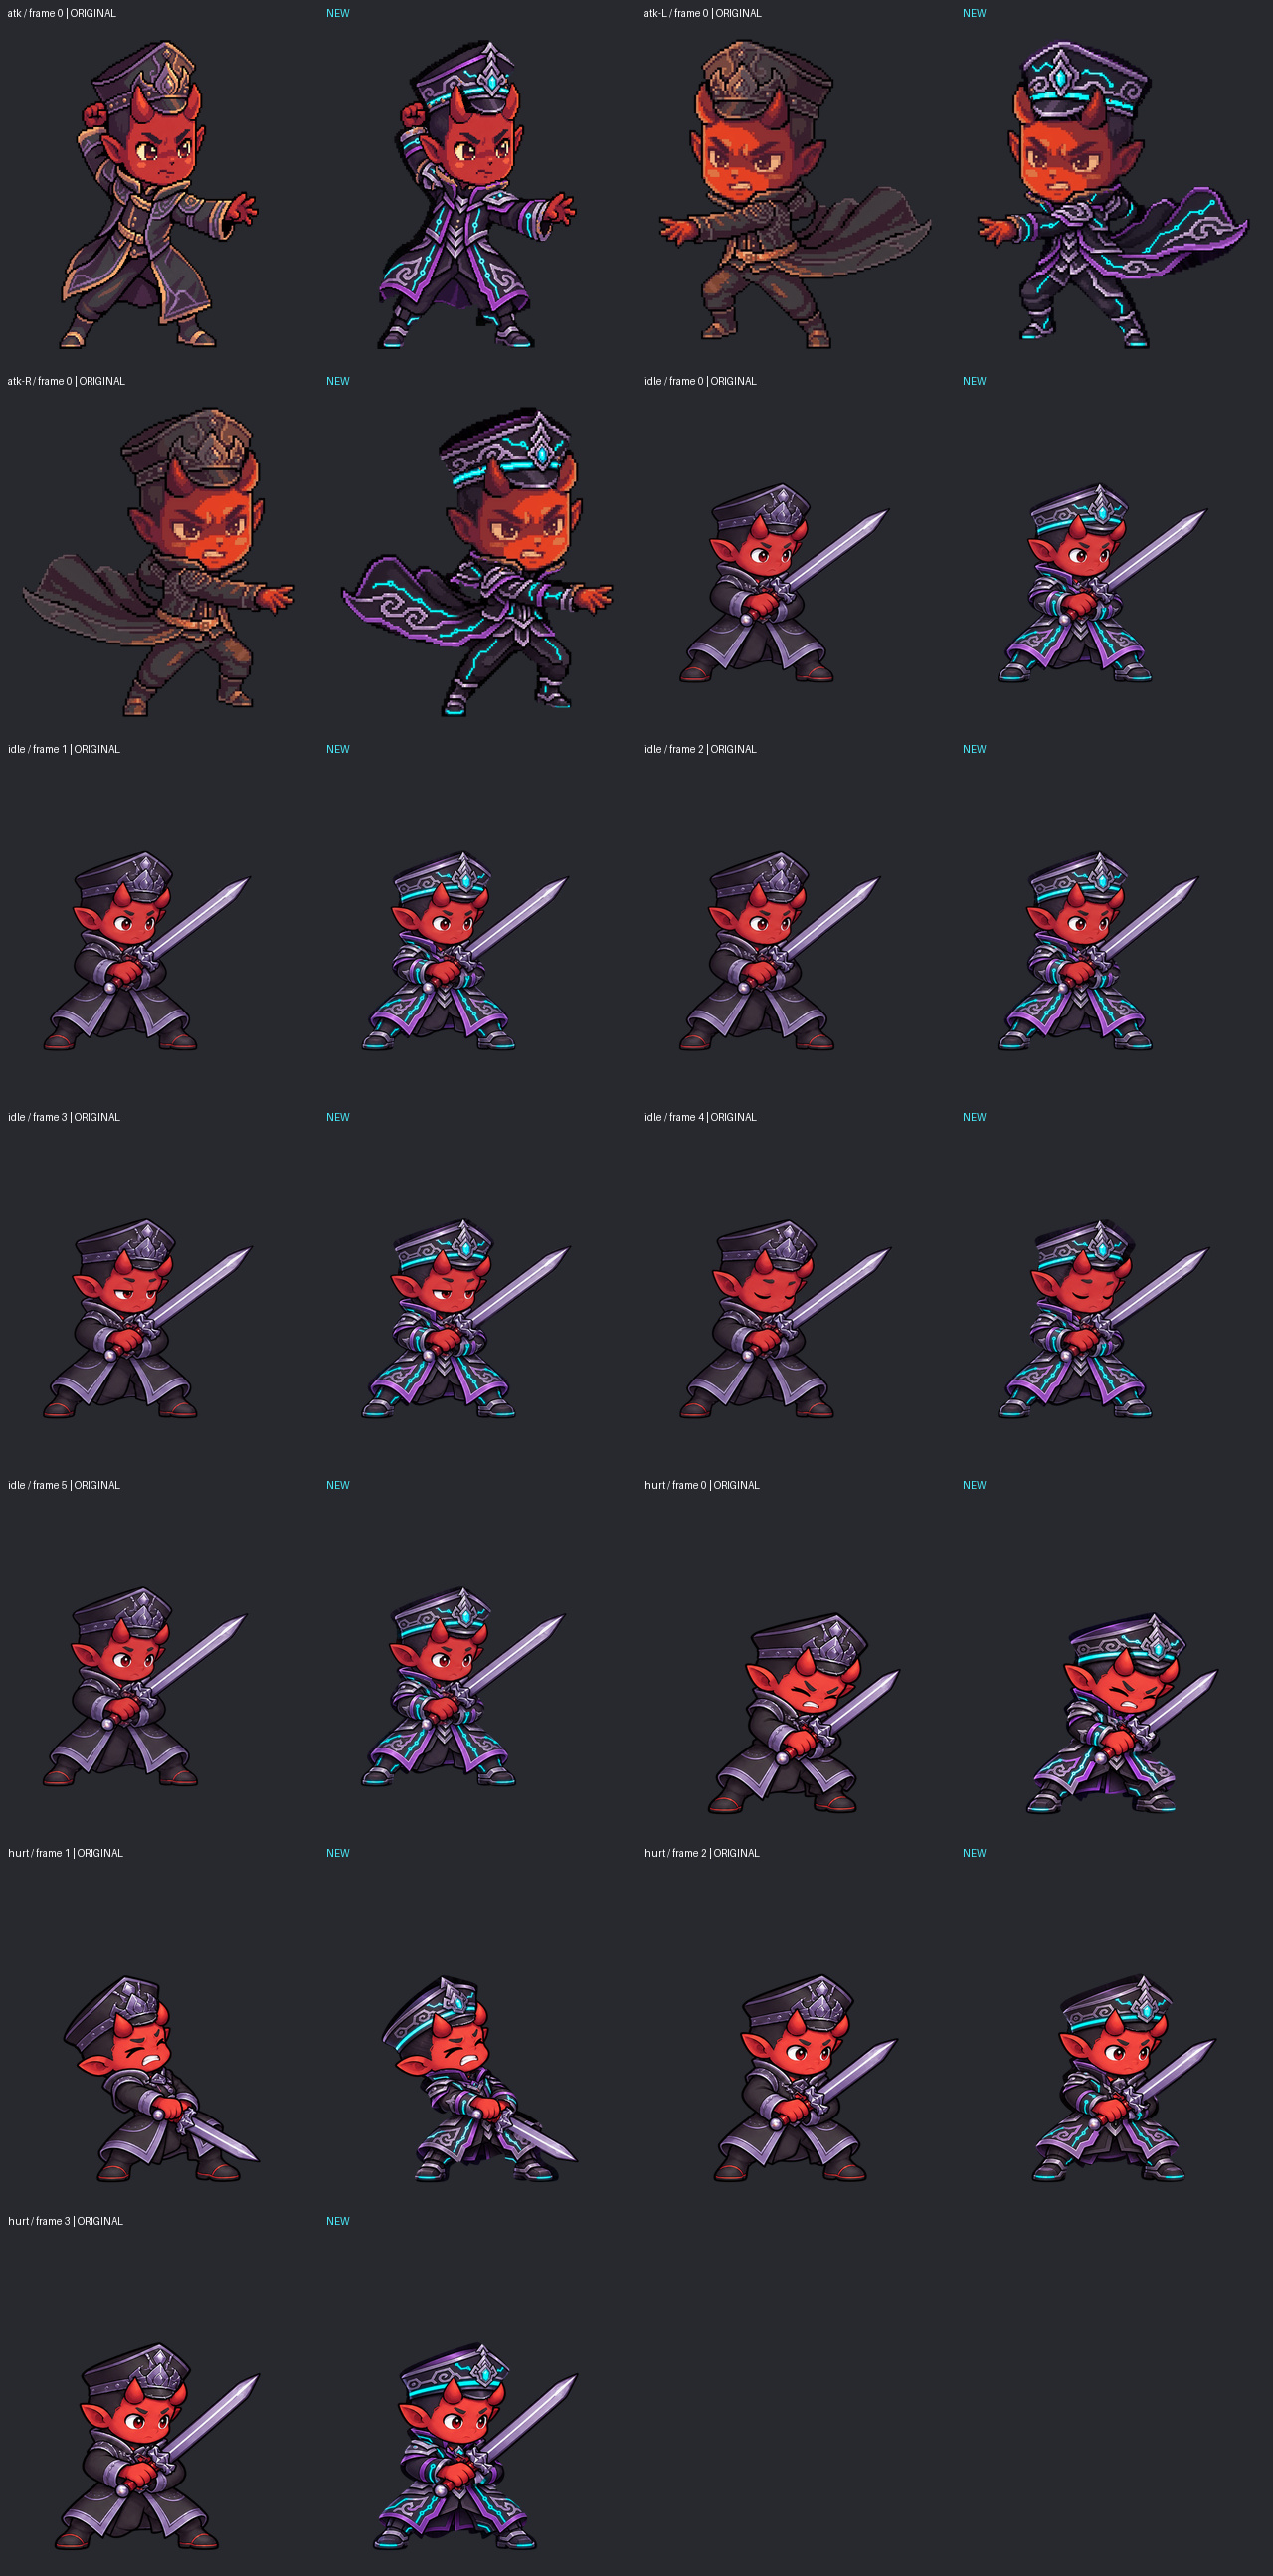 atk / frame 0 | ORIGINAL NEW atk-L / frame 0 | ORIGINAL NEW
atk-R / frame 0 | ORIGINAL NEW idle / frame 0 | ORIGINAL NEW
idle / frame 1 | ORIGINAL NEW idle / frame 2 | ORIGINAL NEW
idle / frame 3 | ORIGINAL NEW idle / frame 4 | ORIGINAL NEW
idle / frame 5 | ORIGINAL NEW hurt / frame 0 | ORIGINAL NEW
hurt / frame 1 | ORIGINAL NEW hurt / frame 2 | ORIGINAL NEW
hurt / frame 3 | ORIGINAL NEW